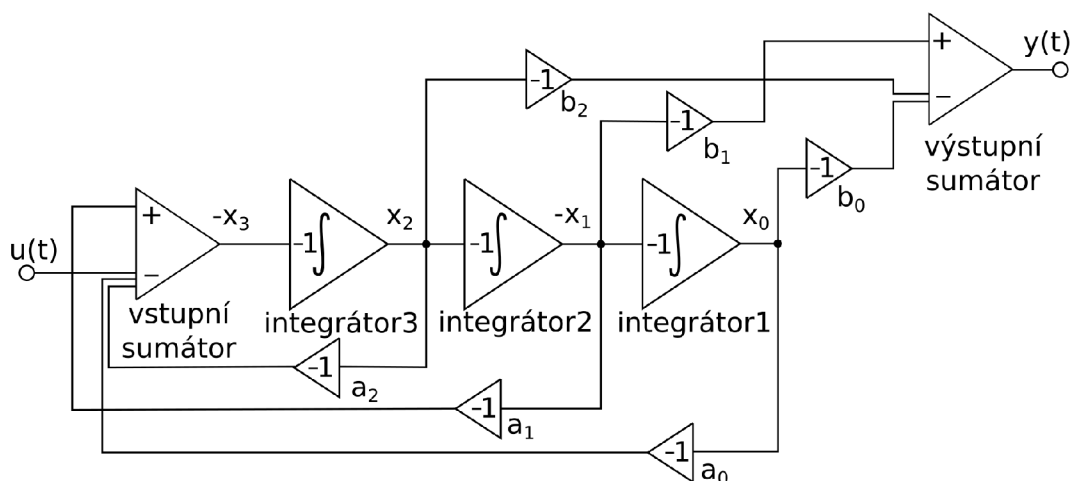 y(t)
+
−
výstupní
sumátor
-1
b₂
-1
b₁
-1
b₀
u(t)
+
−
vstupní
sumátor
-x₃
-1∫
integrátor3
x₂
-1∫
integrátor2
-x₁
-1∫
integrátor1
x₀
-1
a₂
-1
a₁
-1
a₀